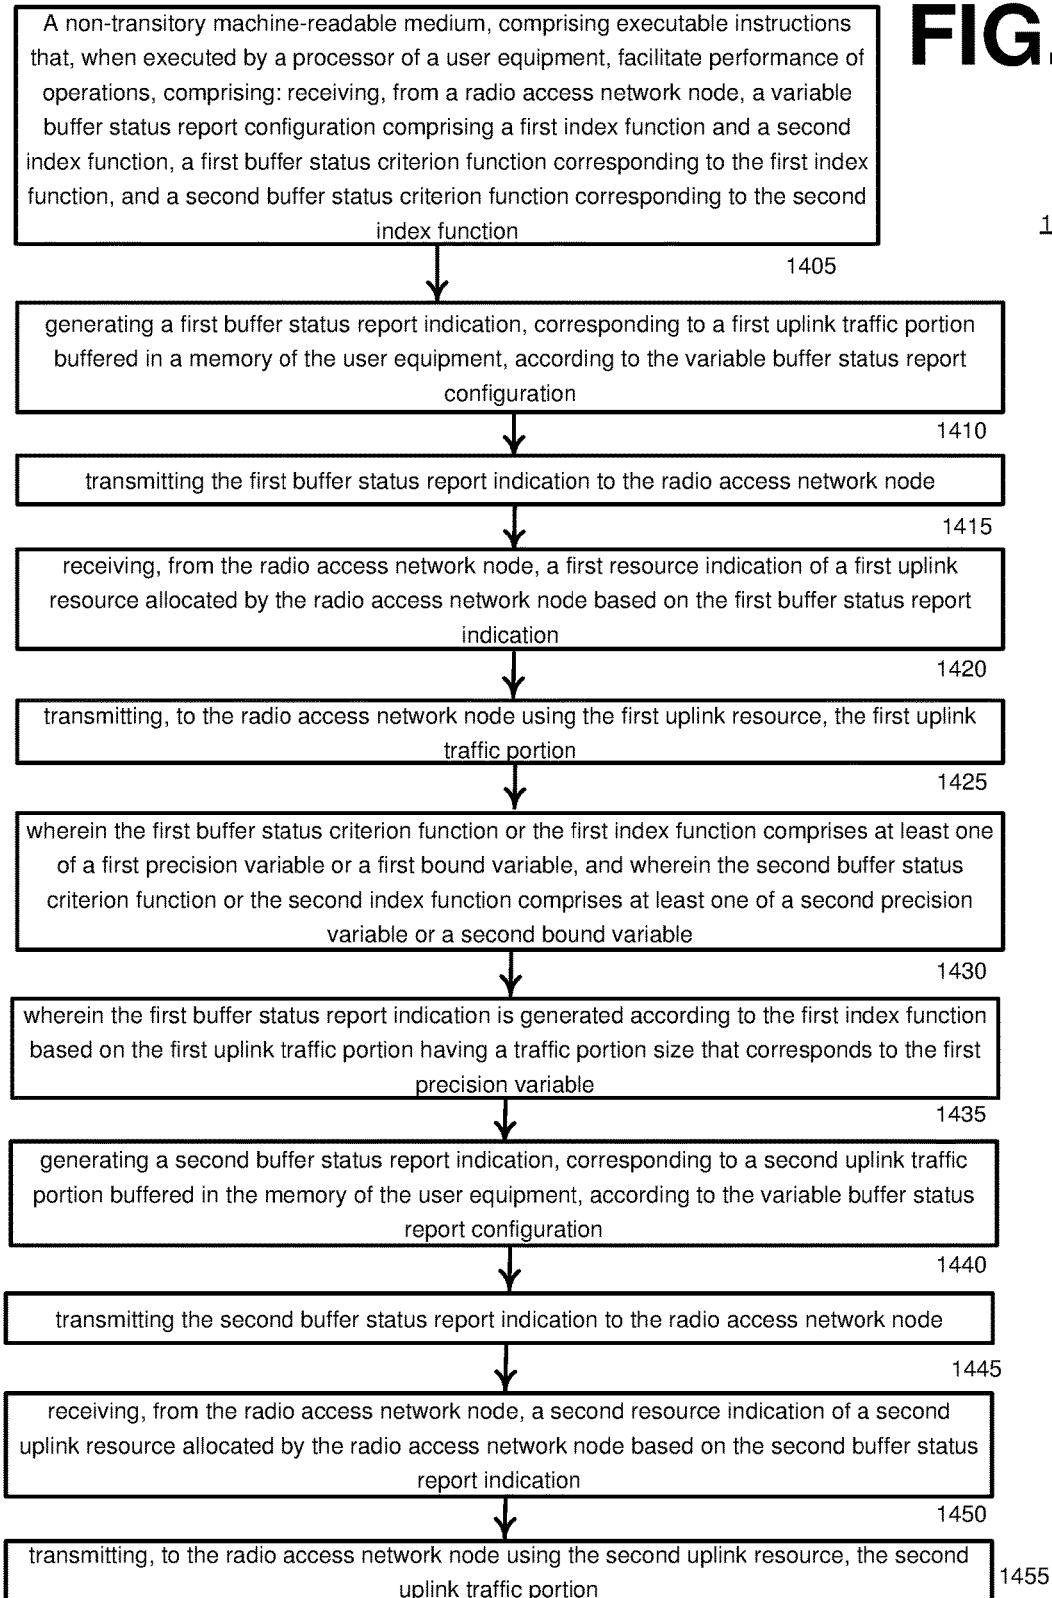 FIG.
A non-transitory machine-readable medium, comprising executable instructions
that, when executed by a processor of a user equipment, facilitate performance of
operations, comprising: receiving, from a radio access network node, a variable
buffer status report configuration comprising a first index function and a second
index function, a first buffer status criterion function corresponding to the first index
function, and a second buffer status criterion function corresponding to the second
index function
1
1405
generating a first buffer status report indication, corresponding to a first uplink traffic portion
buffered in a memory of the user equipment, according to the variable buffer status report
configuration
1410
transmitting the first buffer status report indication to the radio access network node
1415
receiving, from the radio access network node, a first resource indication of a first uplink
resource allocated by the radio access network node based on the first buffer status report
indication
1420
transmitting, to the radio access network node using the first uplink resource, the first uplink
traffic portion
1425
wherein the first buffer status criterion function or the first index function comprises at least one
of a first precision variable or a first bound variable, and wherein the second buffer status
criterion function or the second index function comprises at least one of a second precision
variable or a second bound variable
1430
wherein the first buffer status report indication is generated according to the first index function
based on the first uplink traffic portion having a traffic portion size that corresponds to the first
precision variable
1435
generating a second buffer status report indication, corresponding to a second uplink traffic
portion buffered in the memory of the user equipment, according to the variable buffer status
report configuration
1440
transmitting the second buffer status report indication to the radio access network node
1445
receiving, from the radio access network node, a second resource indication of a second
uplink resource allocated by the radio access network node based on the second buffer status
report indication
1450
transmitting, to the radio access network node using the second uplink resource, the second
uplink traffic portion
1455